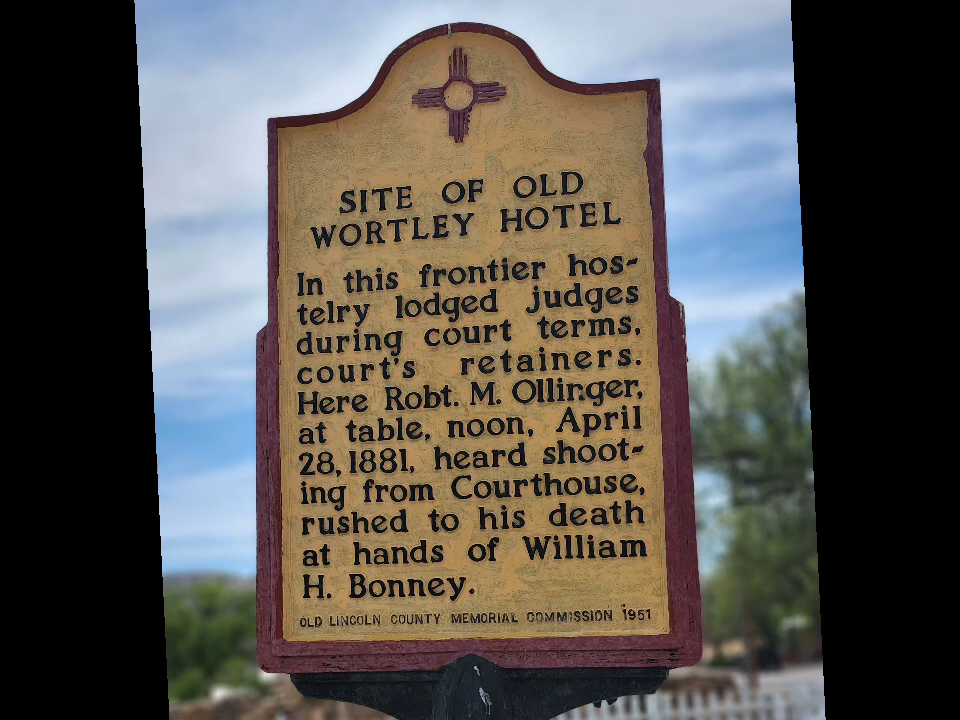 SITE OF OLD
WORTLEY HOTEL
In this frontier hos-
telry lodged judges
during court terms,
court's retainers.
Here Robt. M. Ollinger,
at table, noon, April
28, 1881, heard shoot-
ing from Courthouse,
rushed to his death
at hands of William
H. Bonney.
OLD LINCOLN COUNTY MEMORIAL COMMISSION 1951